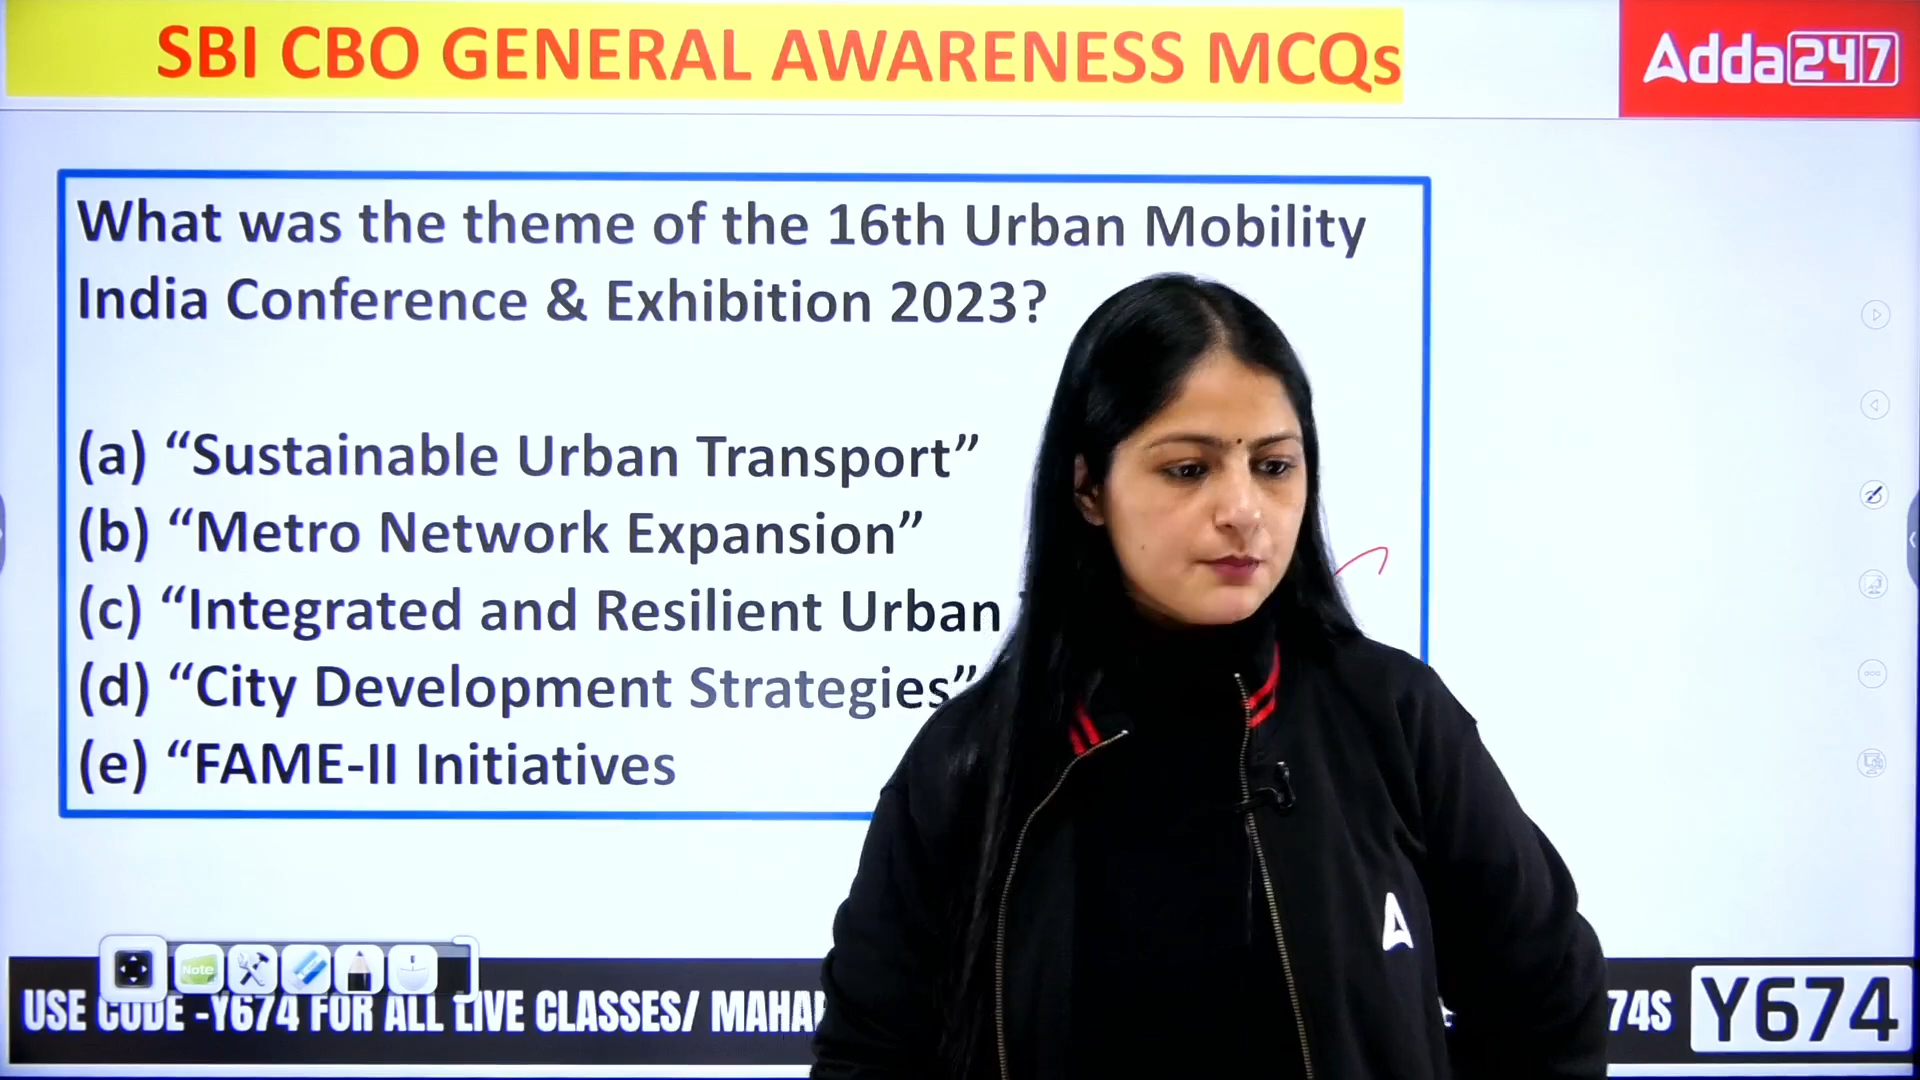 SBI CBO GENERAL AWARENESS MCQs
Adda247
What was the theme of the 16th Urban Mobility
India Conference & Exhibition 2023?
(a) “Sustainable Urban Transport”
(b) “Metro Network Expansion”
(c) “Integrated and Resilient Urban
(d) “City Development Strategies”
(e) “FAME-II Initiatives
Note
USE CODE -Y674 FOR ALL LIVE CLASSES/
74S
Y674